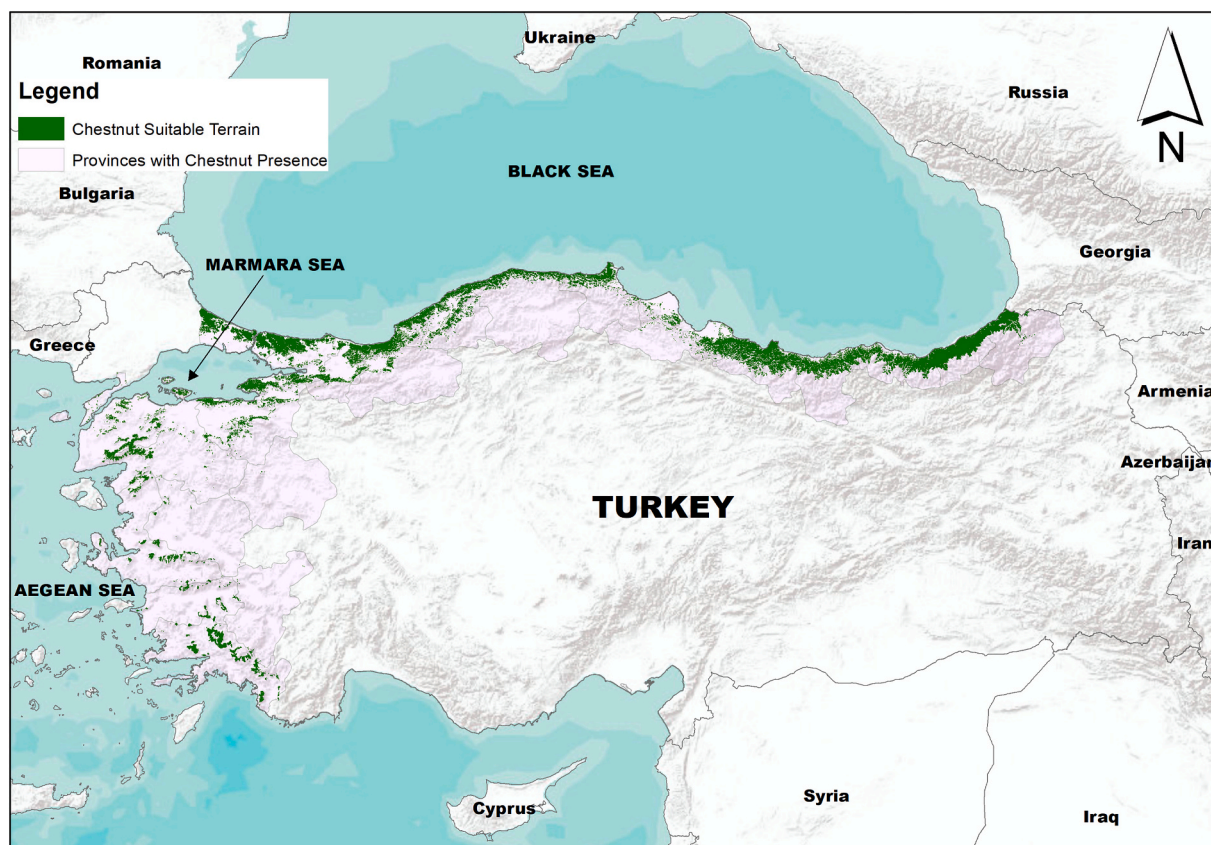 Ukraine
Romania
Legend
Chestnut Suitable Terrain
Provinces with Chestnut Presence
Russia
N
BLACK SEA
Bulgaria
Georgia
MARMARA SEA
Greece
Armenia
Azerbaijan
TURKEY
Iran
AEGEAN SEA
Syria
Cyprus
Iraq